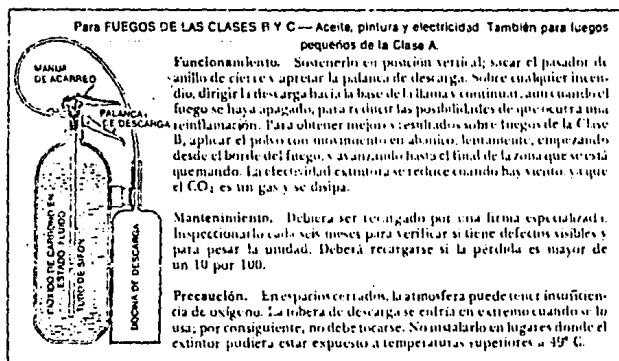 Para FUEGOS DE LAS CLASES B Y C — Aceite, pintura y electricidad También para fuegos
pequeños de la Clase A.
MANIJA
DE ACARREO
PALANCA
DE DESCARGA
DIOXIDO DE CARBONO EN
ESTADO FLUIDO
TUBO DE SIFON
BOCINA DE DESCARGA
Funcionamiento. Sostenerlo en posición vertical; sacar el pasador de
anillo de cierre y apretar la palanca de descarga. Sobre cualquier incen-
dio, dirigir la descarga hacia la base de la llama y continuar, aun cuando el
fuego se haya apagado, para reducir las posibilidades de que ocurra una
reinflamación. Para obtener mejores resultados sobre fuegos de la Clase
B, aplicar el polvo con movimiento en abanico, lentamente, empezando
desde el borde del fuego, y avanzando hasta el final de la zona que se está
quemando. La efectividad extintora se reduce cuando hay viento, ya que
el CO₂ es un gas y se disipa.
Mantenimiento. Debiera ser recargado por una firma especializada.
Inspeccionarlo cada seis meses para verificar si tiene defectos visibles y
para pesar la unidad. Deberá recargarse si la pérdida es mayor de
un 10 por 100.
Precaución. En espacios cerrados, la atmosfera puede tener insuficien-
cia de oxígeno. La tobera de descarga se enfría en extremo cuando se lo
usa; por consiguiente, no debe tocarse. No instalarlo en lugares donde el
extintor pudiera estar expuesto a temperaturas superiores a 49° C.